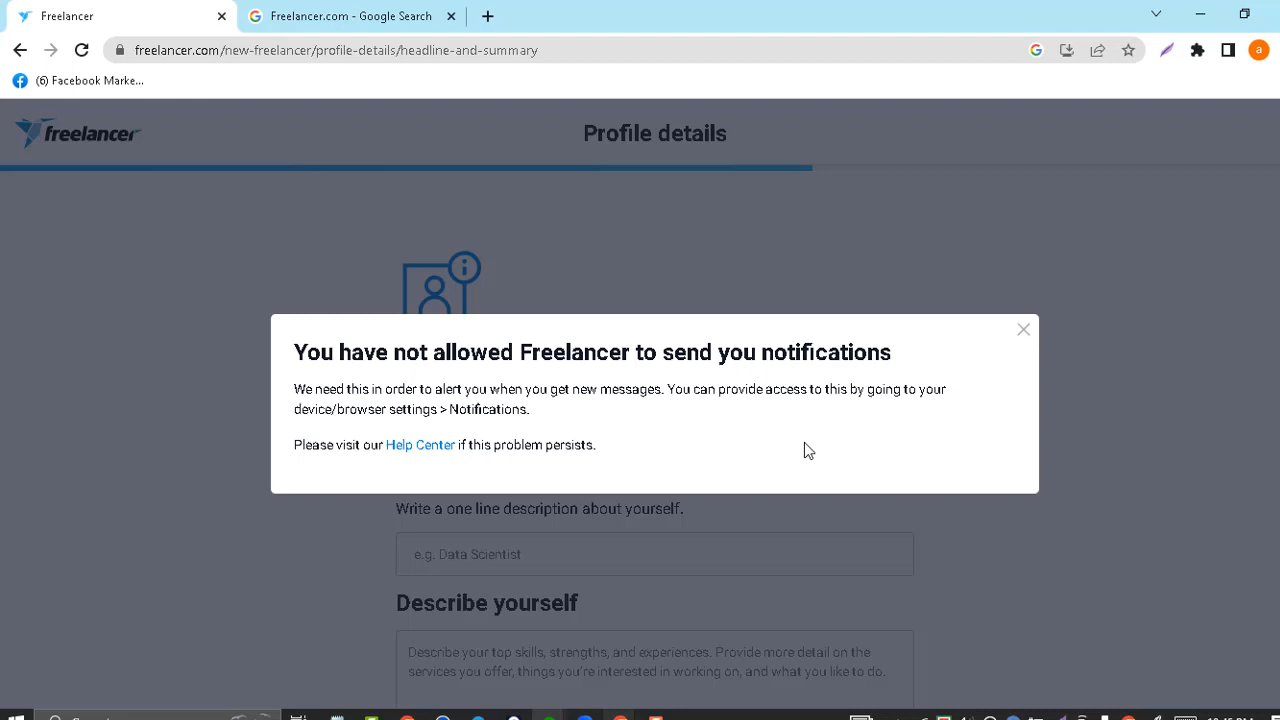 Freelancer
Freelancer.com - Google Search
freelancer.com/new-freelancer/profile-details/headline-and-summary
a
(6) Facebook Marke...
freelancer
Profile details
You have not allowed Freelancer to send you notifications
We need this in order to alert you when you get new messages. You can provide access to this by going to your
device/browser settings > Notifications.
Please visit our Help Center if this problem persists.
Write a one line description about yourself.
e.g. Data Scientist
Describe yourself
Describe your top skills, strengths, and experiences. Provide more detail on the
services you offer, things you're interested in working on, and what you like to do.